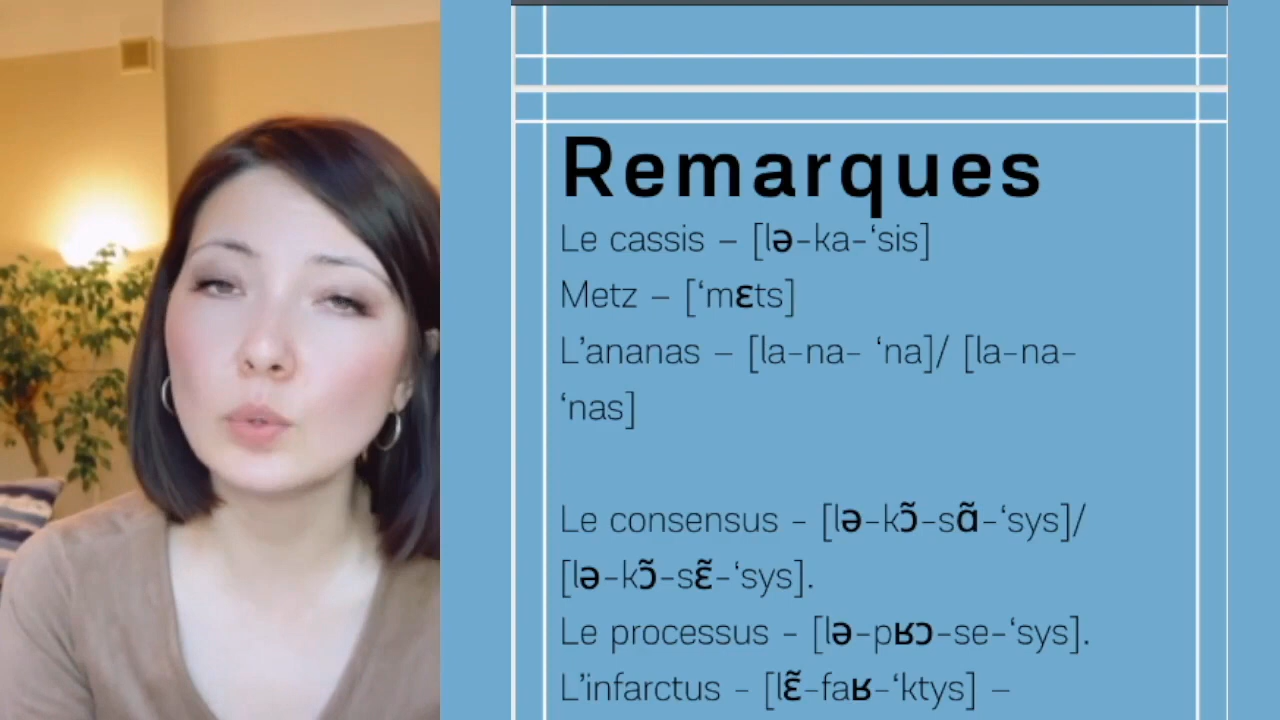 Remarques
Le cassis – [lə-ka-‘sis]
Metz – [‘mɛts]
L’ananas – [la-na- ‘na]/ [la-na-
‘nas]
Le consensus - [lə-kɔ̃-sɑ̃-‘sys]/
[lə-kɔ̃-sɛ̃-‘sys].
Le processus - [lə-pʁɔ-se-‘sys].
L’infarctus - [lɛ̃-faʁ-‘ktys] –